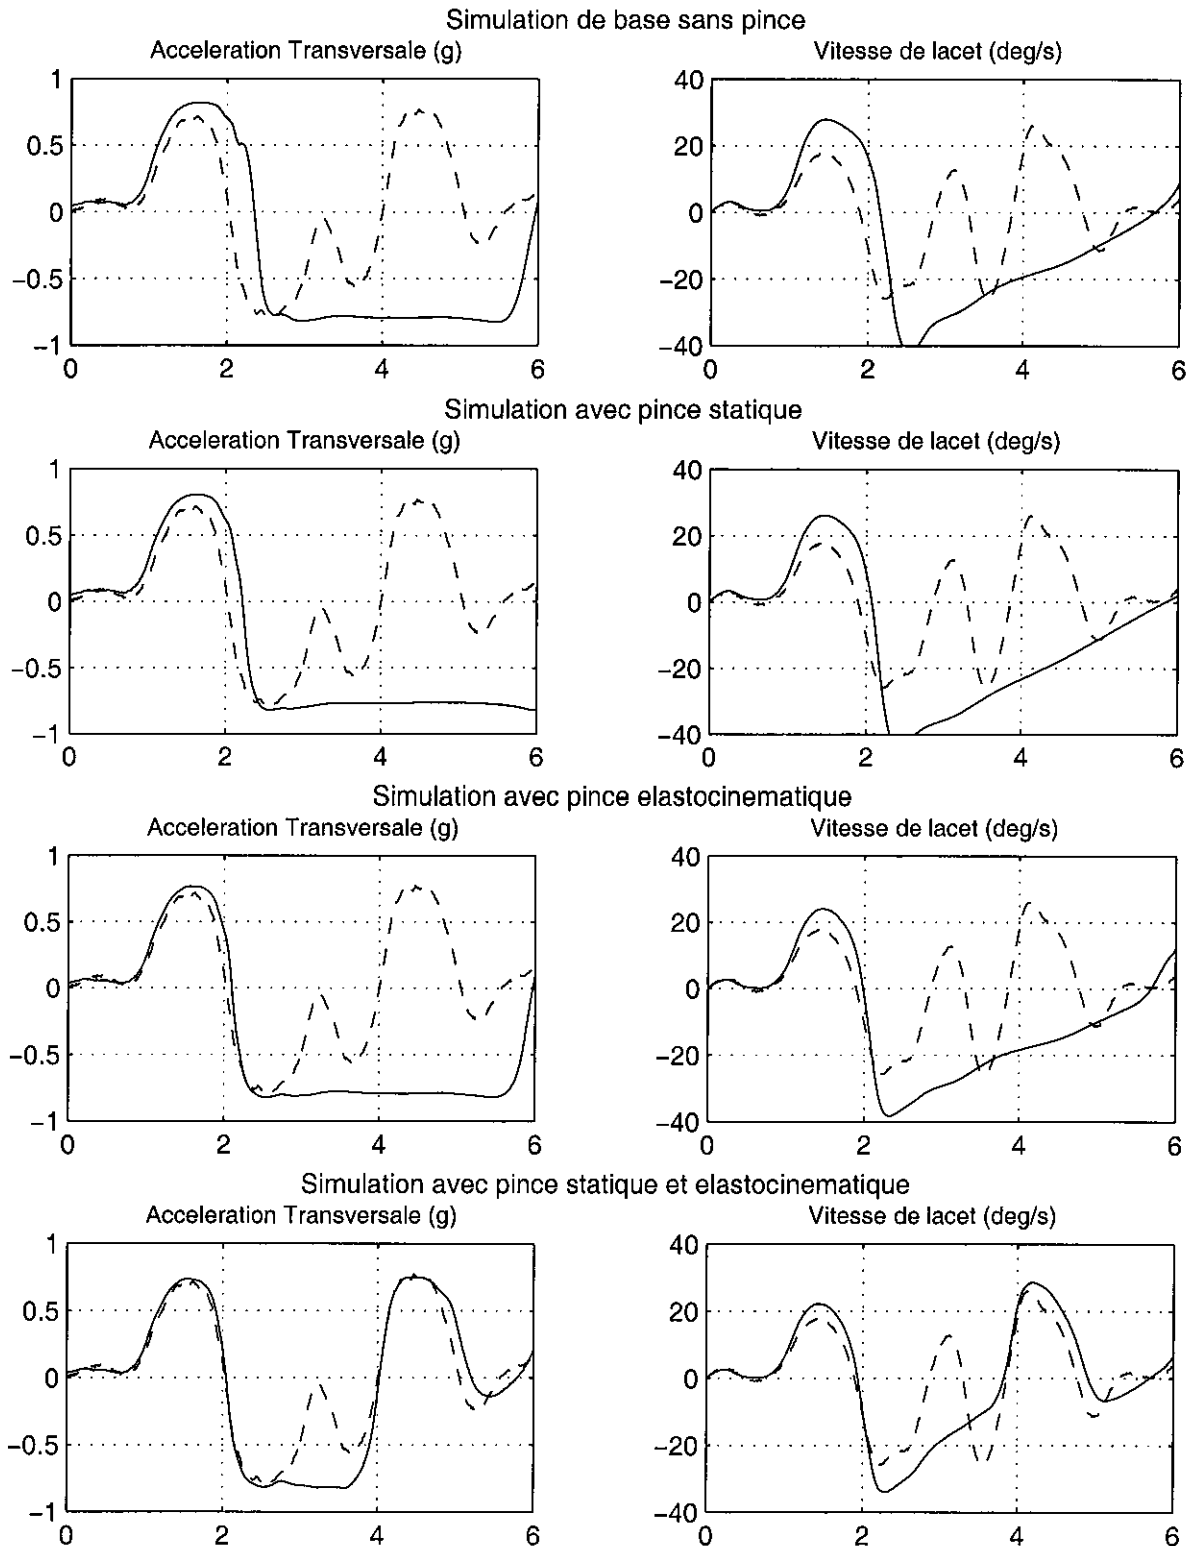 Simulation de base sans pince
Acceleration Transversale (g)
Vitesse de lacet (deg/s)
1
0.5
0
−0.5
−1
0 2 4 6
40
20
0
−20
−40
0 2 4 6
Simulation avec pince statique
Acceleration Transversale (g)
Vitesse de lacet (deg/s)
1
0.5
0
−0.5
−1
0 2 4 6
40
20
0
−20
−40
0 2 4 6
Simulation avec pince elastocinematique
Acceleration Transversale (g)
Vitesse de lacet (deg/s)
1
0.5
0
−0.5
−1
0 2 4 6
40
20
0
−20
−40
0 2 4 6
Simulation avec pince statique et elastocinematique
Acceleration Transversale (g)
Vitesse de lacet (deg/s)
1
0.5
0
−0.5
−1
0 2 4 6
40
20
0
−20
−40
0 2 4 6